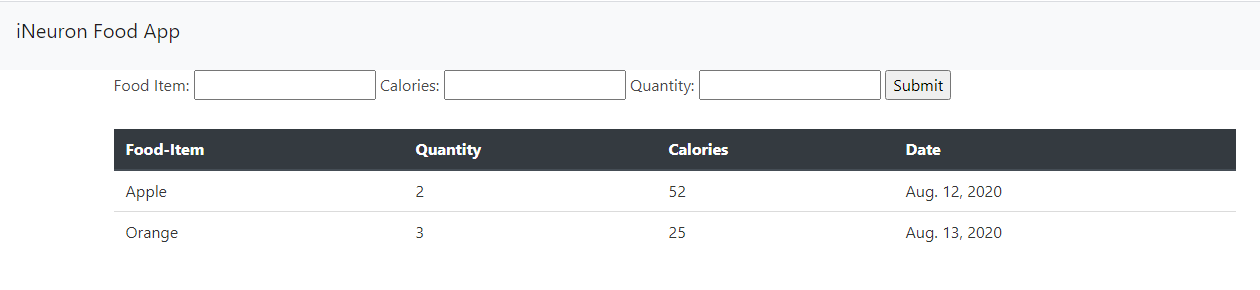 iNeuron Food App
Food Item: Calories: Quantity: Submit
Food-Item Quantity Calories Date
Apple 2 52 Aug. 12, 2020
Orange 3 25 Aug. 13, 2020